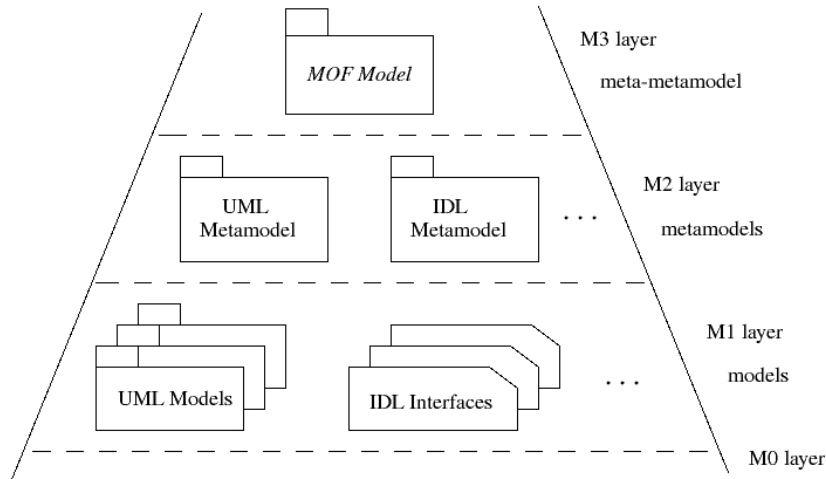 M3 layer
meta-metamodel
MOF Model
M2 layer
metamodels
UML
Metamodel
IDL
Metamodel
. . .
M1 layer
models
UML Models
IDL Interfaces
. . .
M0 layer